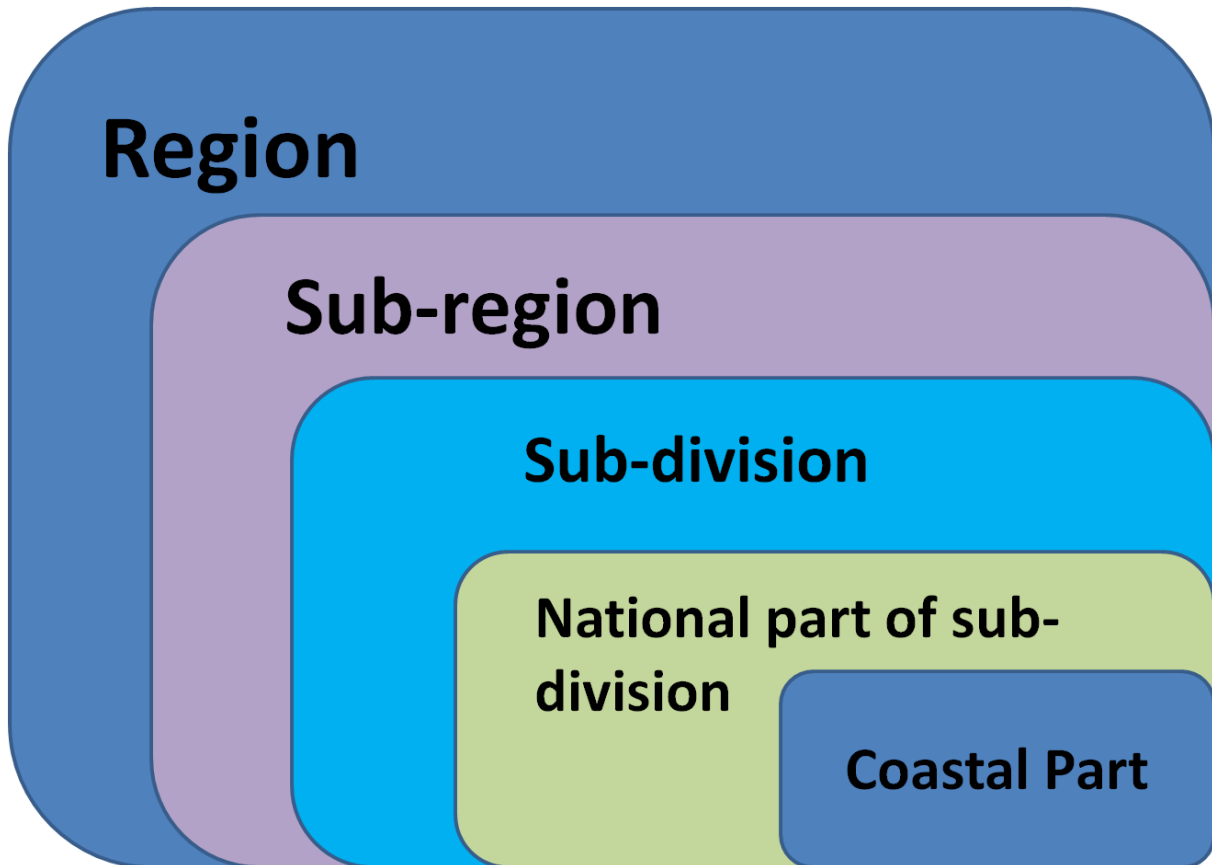 Region
Sub-region
Sub-division
National part of sub-
division
Coastal Part